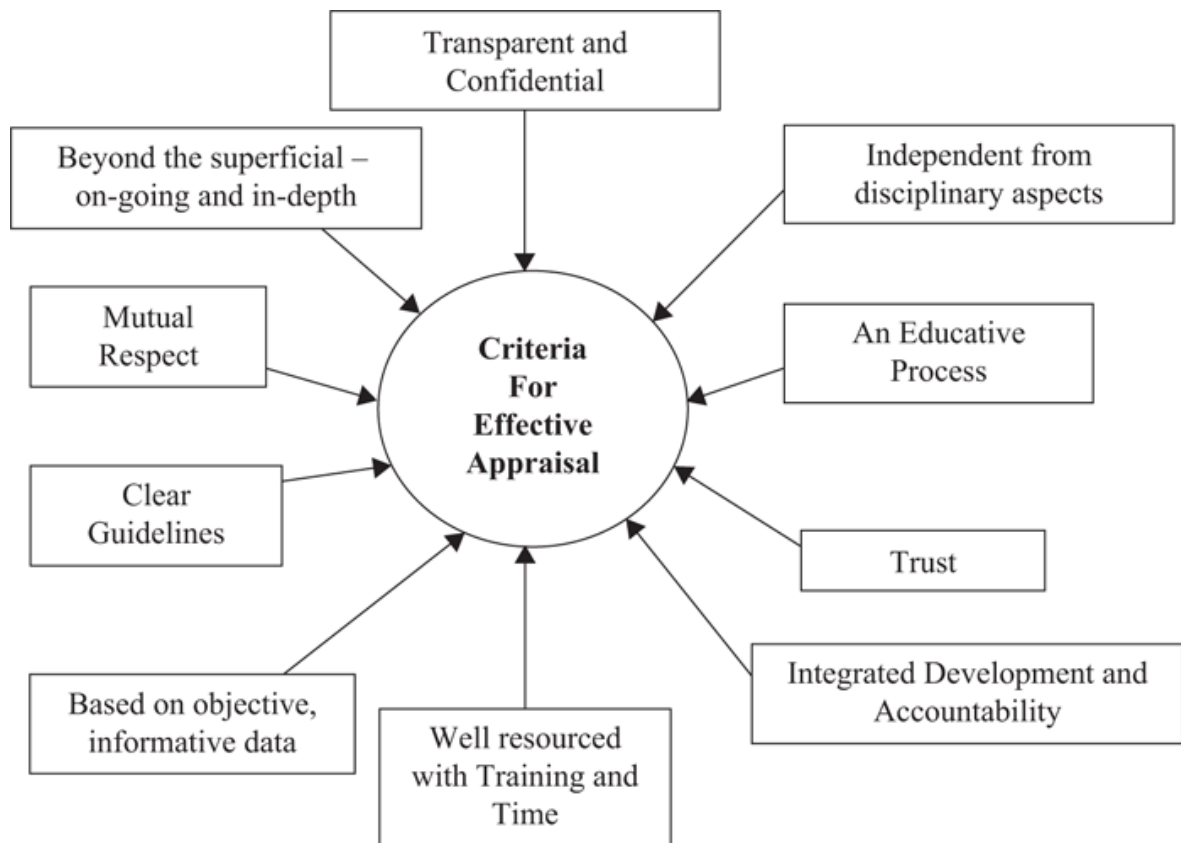 Transparent and
Confidential
Beyond the superficial –
on-going and in-depth
Independent from
disciplinary aspects
Mutual
Respect
Criteria
For
Effective
Appraisal
An Educative
Process
Clear
Guidelines
Trust
Based on objective,
informative data
Well resourced
with Training and
Time
Integrated Development and
Accountability